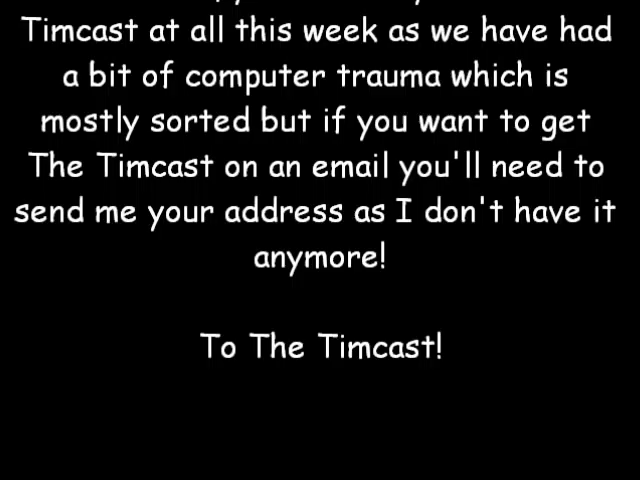 Timcast at all this week as we have had
a bit of computer trauma which is
mostly sorted but if you want to get
The Timcast on an email you'll need to
send me your address as I don't have it
anymore!
To The Timcast!